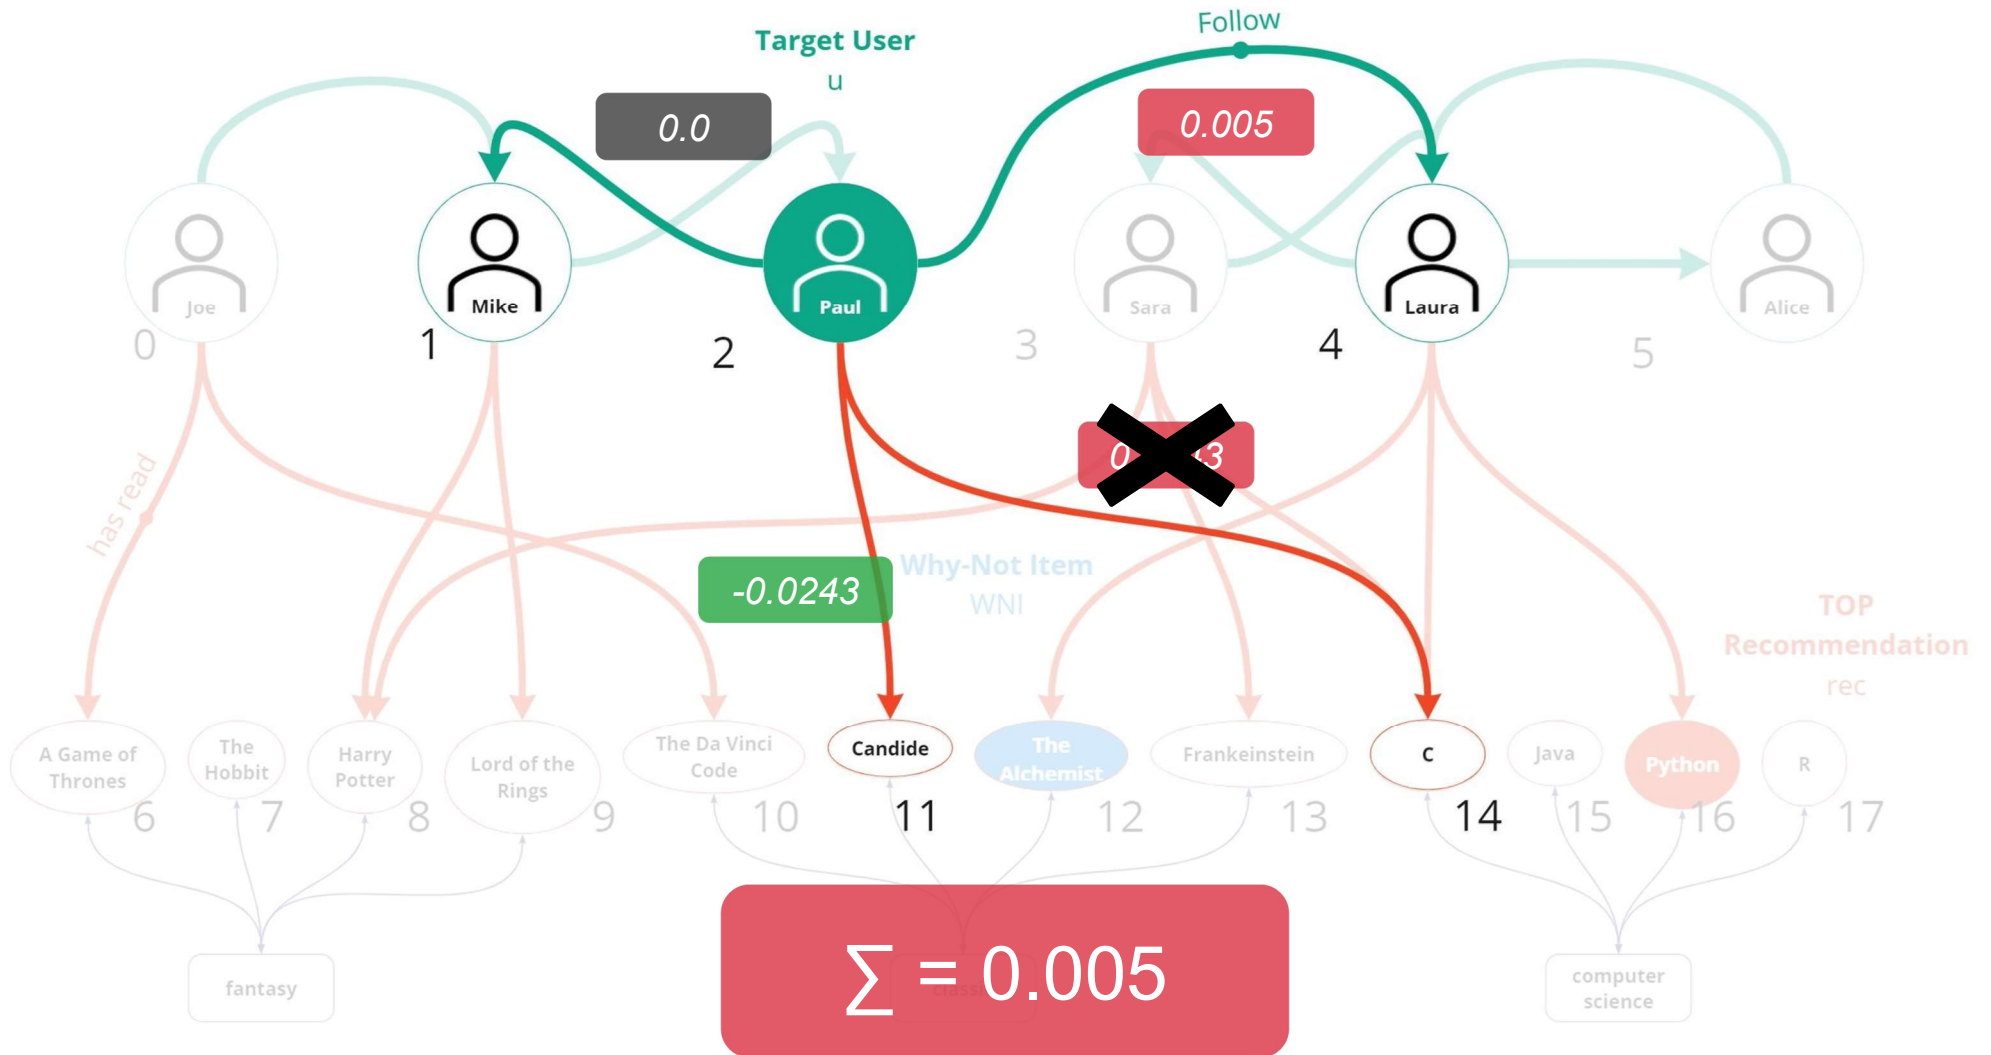 Follow
Target User
u
0.0
0.005
Joe
Mike
Paul
Sara
Laura
Alice
0
1
2
3
4
5
has read
-0.0243
Why-Not Item
WNI
TOP
Recommendation
rec
A Game of
Thrones
The
Hobbit
Harry
Potter
Lord of the
Rings
The Da Vinci
Code
Candide
The
Alchemist
Frankeinstein
C
Java
Python
R
6
7
8
9
10
11
12
13
14
15
16
17
∑ = 0.005
fantasy
computer
science